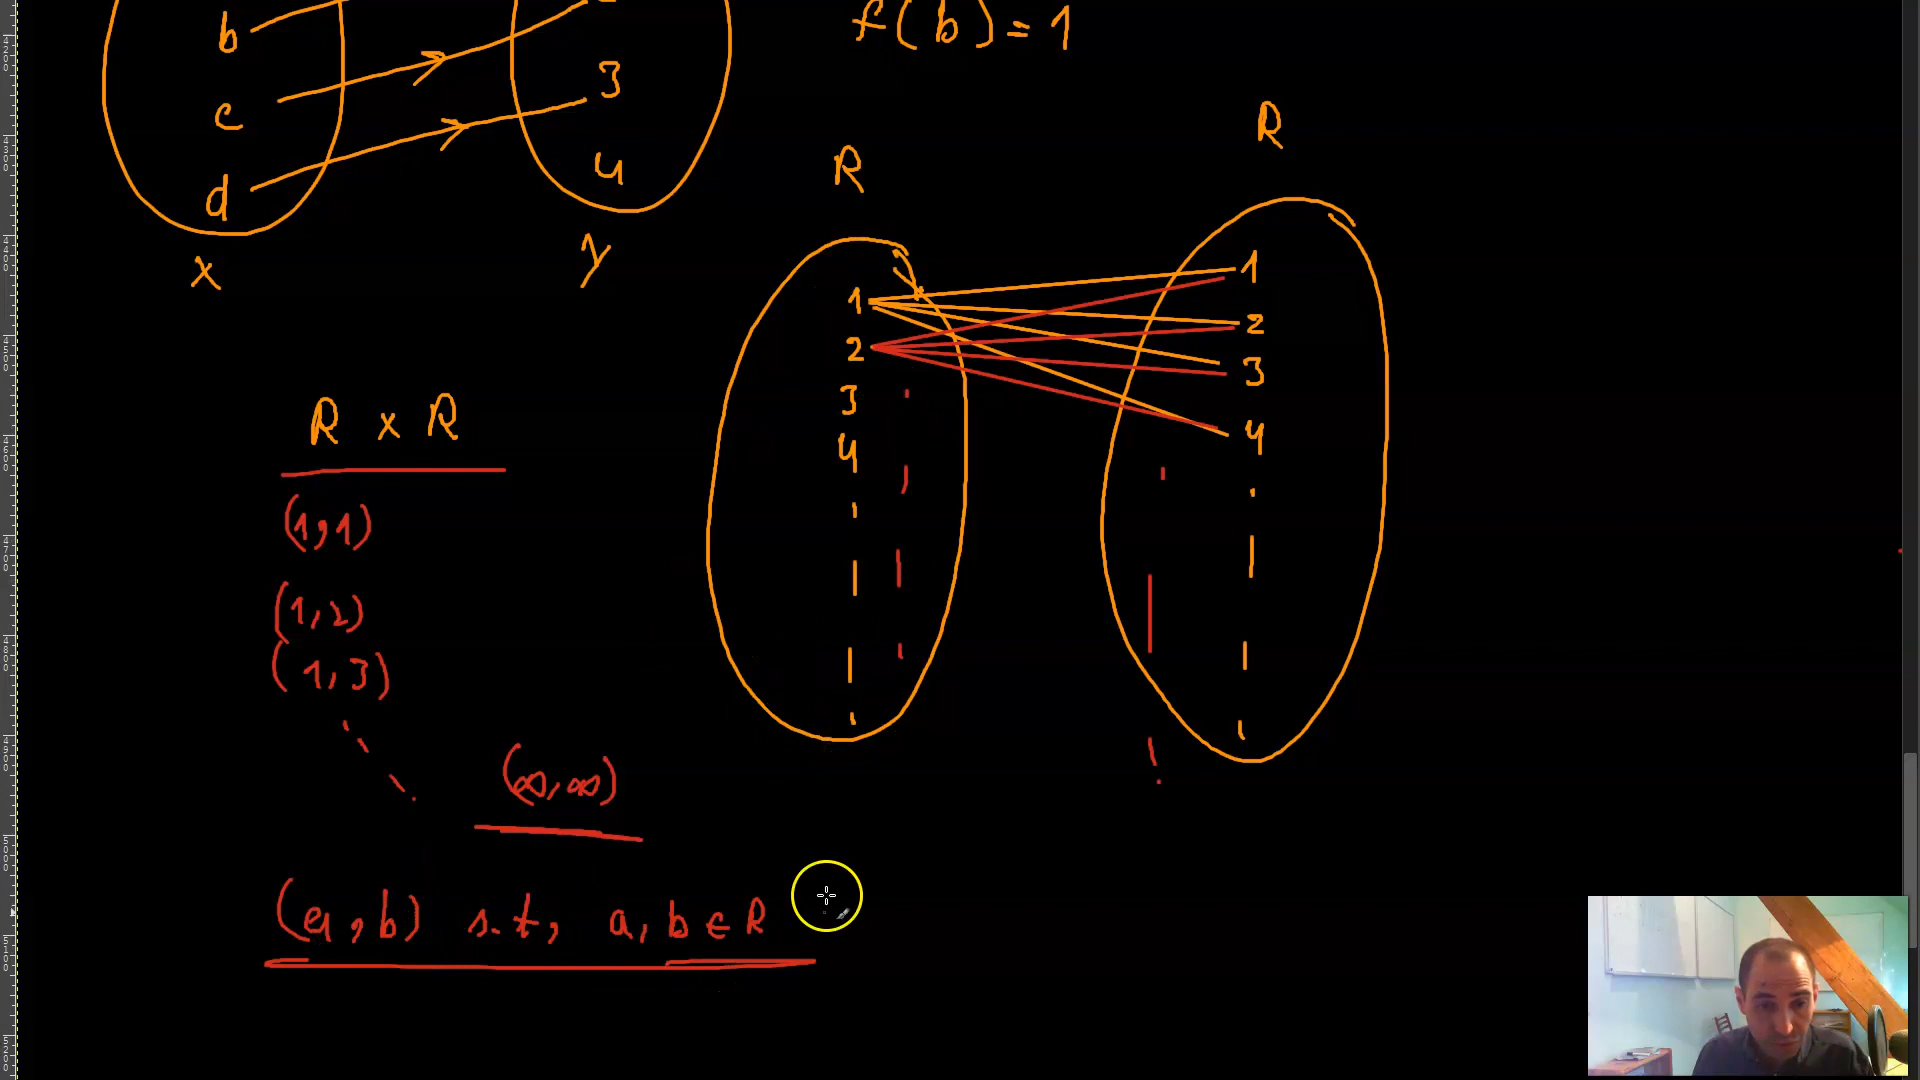 b
c
d
x
3
4
y
f(b)=1
R
R
1
2
3
4
1
2
3
4
R x R
(1,1)
(1,2)
(1,3)
(∞,∞)
(a,b) s.t, a, b ∈ R